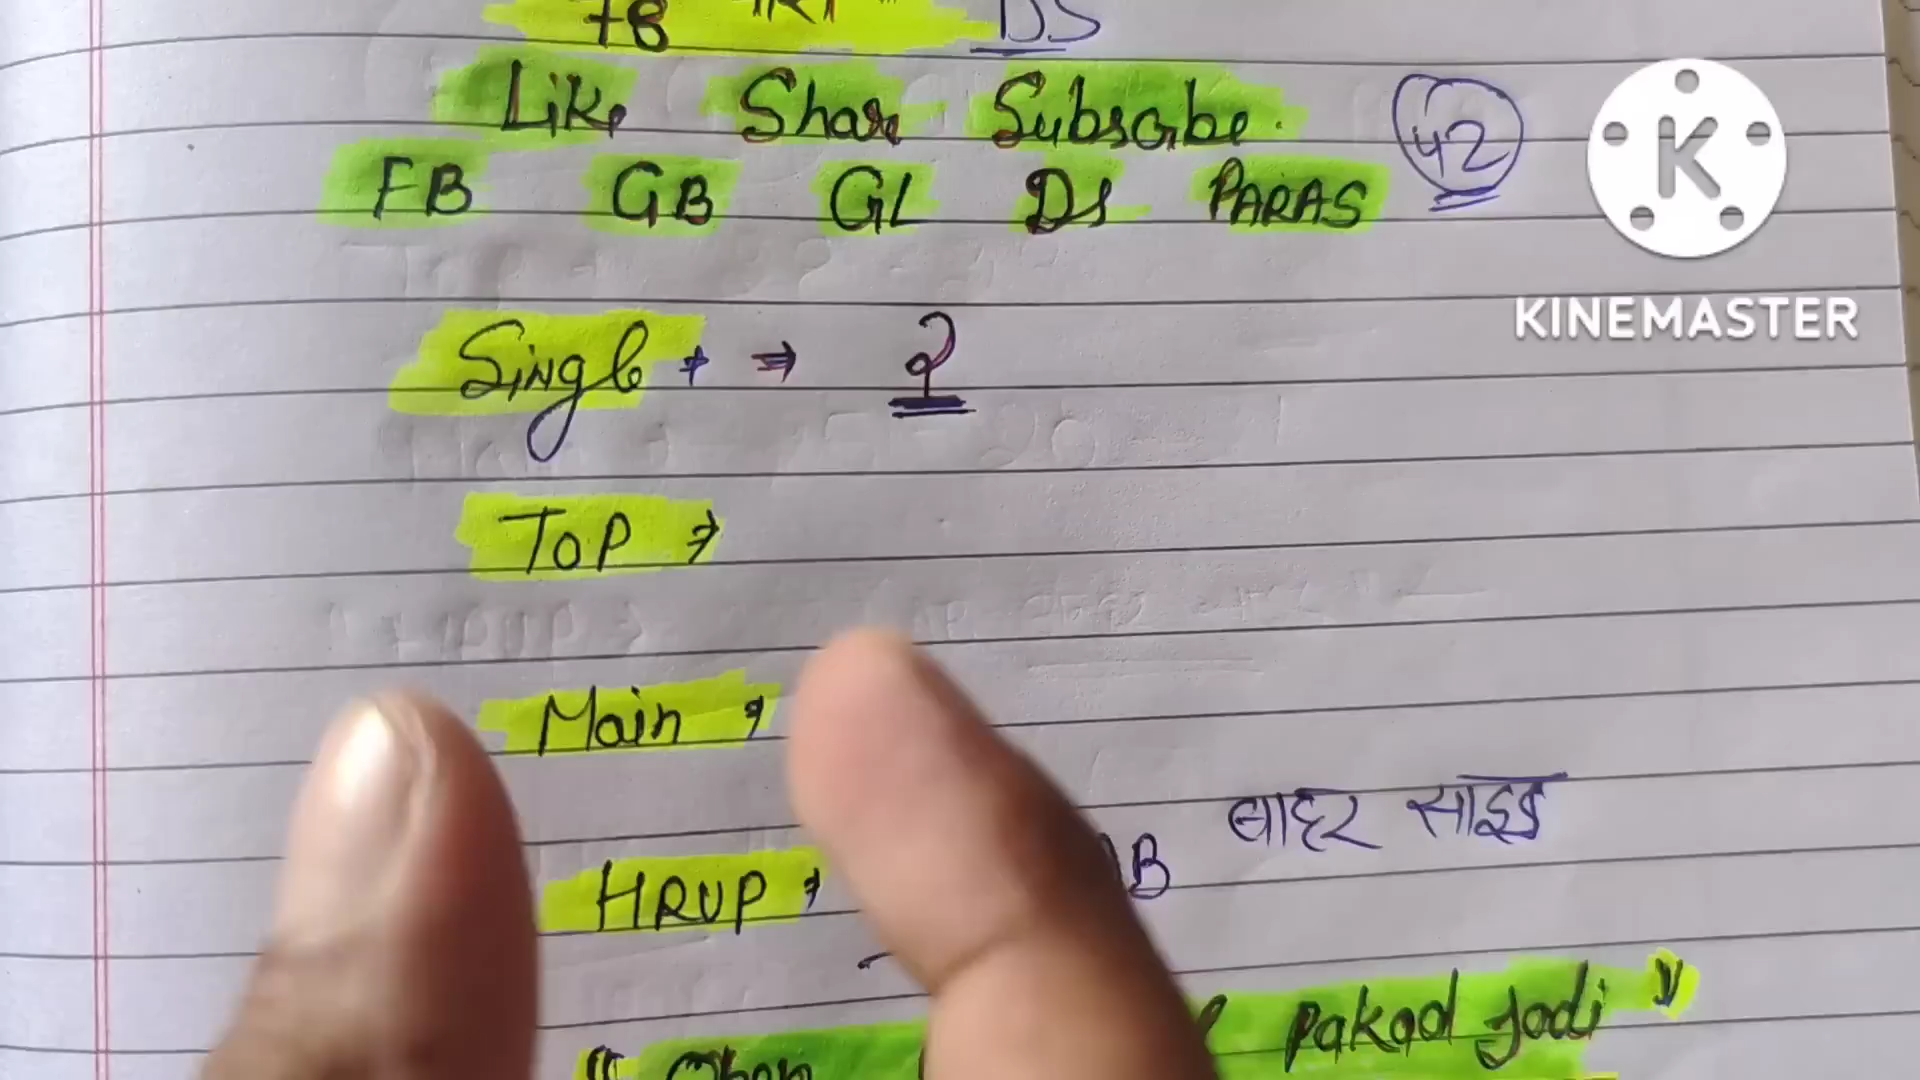 DS
Like Share Subscribe.
42
FB GB GL DS PARAS
KINEMASTER
Single → 2
TOP →
Main →
बाहर साइड
HRUP → B
pakad Jodi "